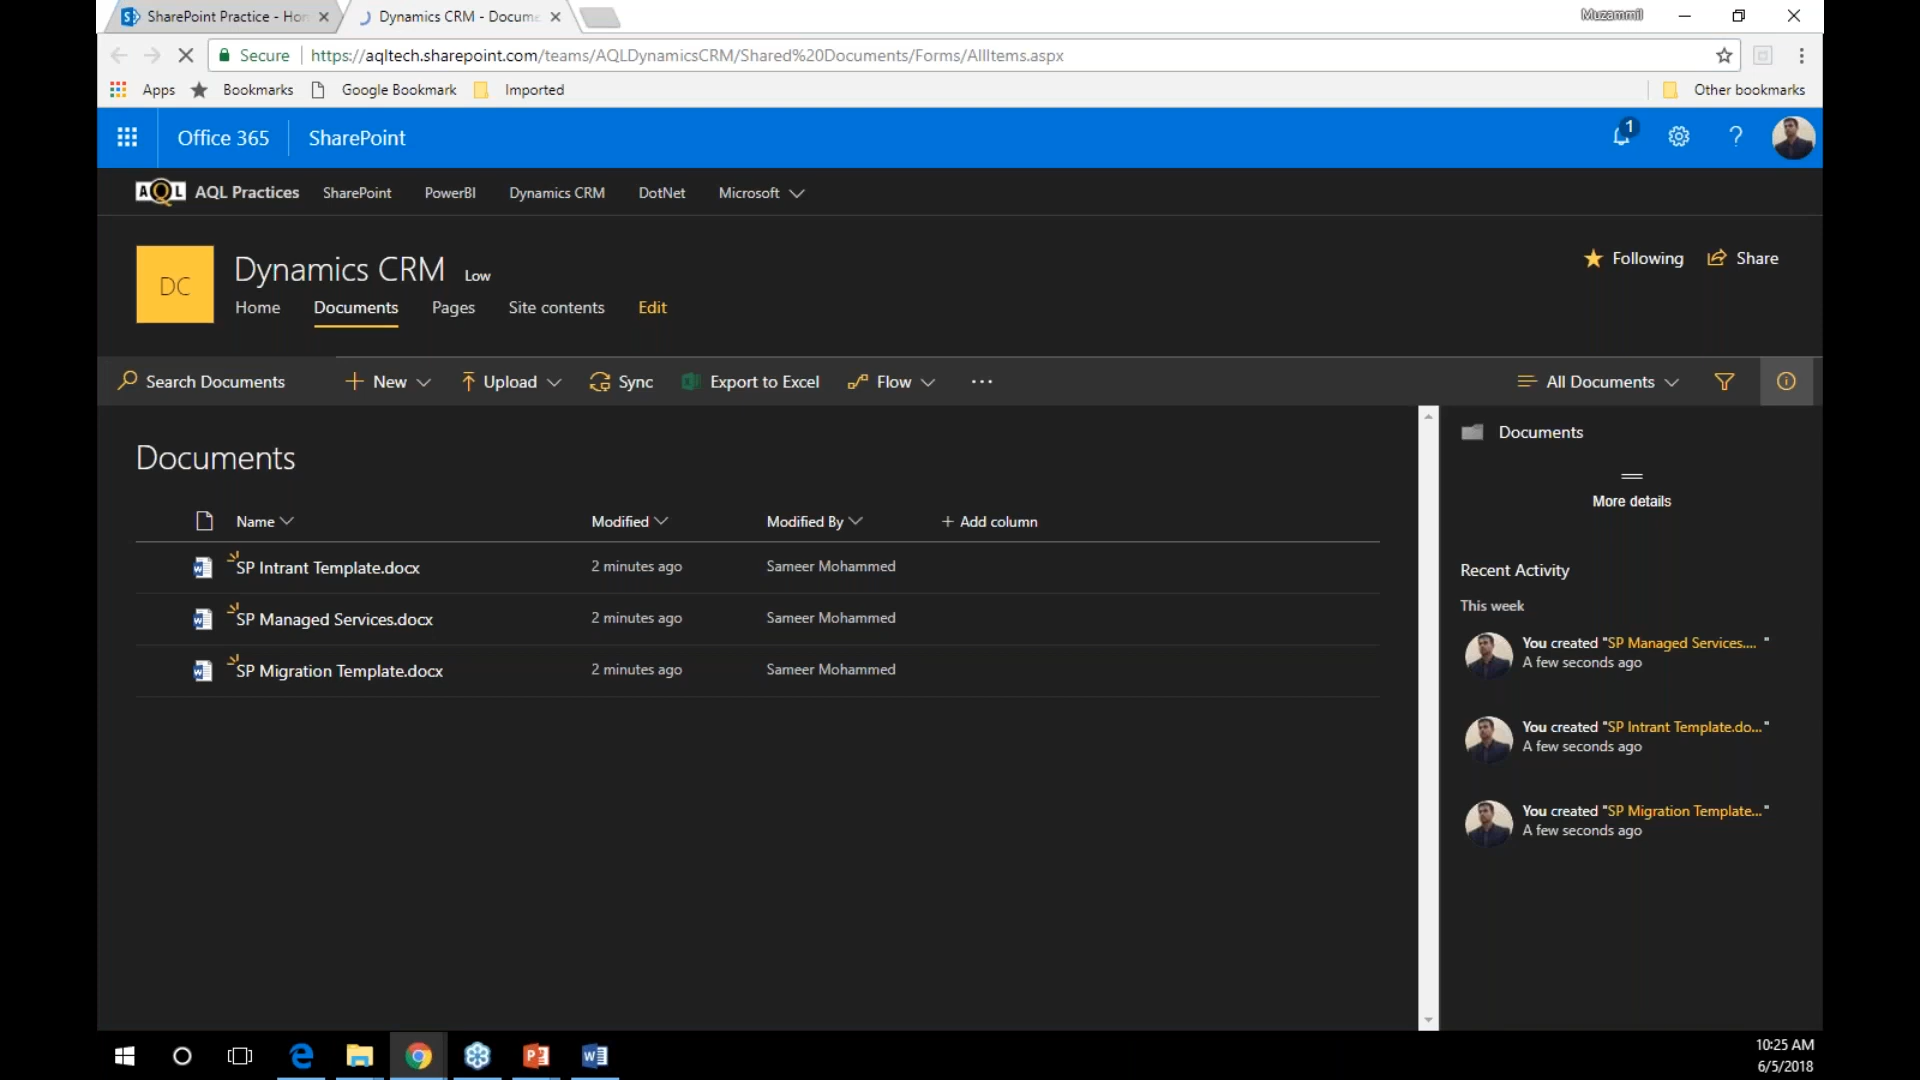 SharePoint Practice - Hon
Dynamics CRM - Docume
Muzammil
Secure
https://aqltech.sharepoint.com/teams/AQLDynamicsCRM/Shared%20Documents/Forms/AllItems.aspx
Apps
Bookmarks
Google Bookmark
Imported
Other bookmarks
Office 365
SharePoint
1
?
AQL
AQL Practices
SharePoint
PowerBI
Dynamics CRM
DotNet
Microsoft
DC
Dynamics CRM
Low
Following
Share
Home
Documents
Pages
Site contents
Edit
Search Documents
New
Upload
Sync
Export to Excel
Flow
...
All Documents
Documents
Name
Modified
Modified By
+ Add column
SP Intrant Template.docx
2 minutes ago
Sameer Mohammed
SP Managed Services.docx
2 minutes ago
Sameer Mohammed
SP Migration Template.docx
2 minutes ago
Sameer Mohammed
Documents
More details
Recent Activity
This week
You created "SP Managed Services.... "
A few seconds ago
You created "SP Intrant Template.do..."
A few seconds ago
You created "SP Migration Template..."
A few seconds ago
10:25 AM
6/5/2018